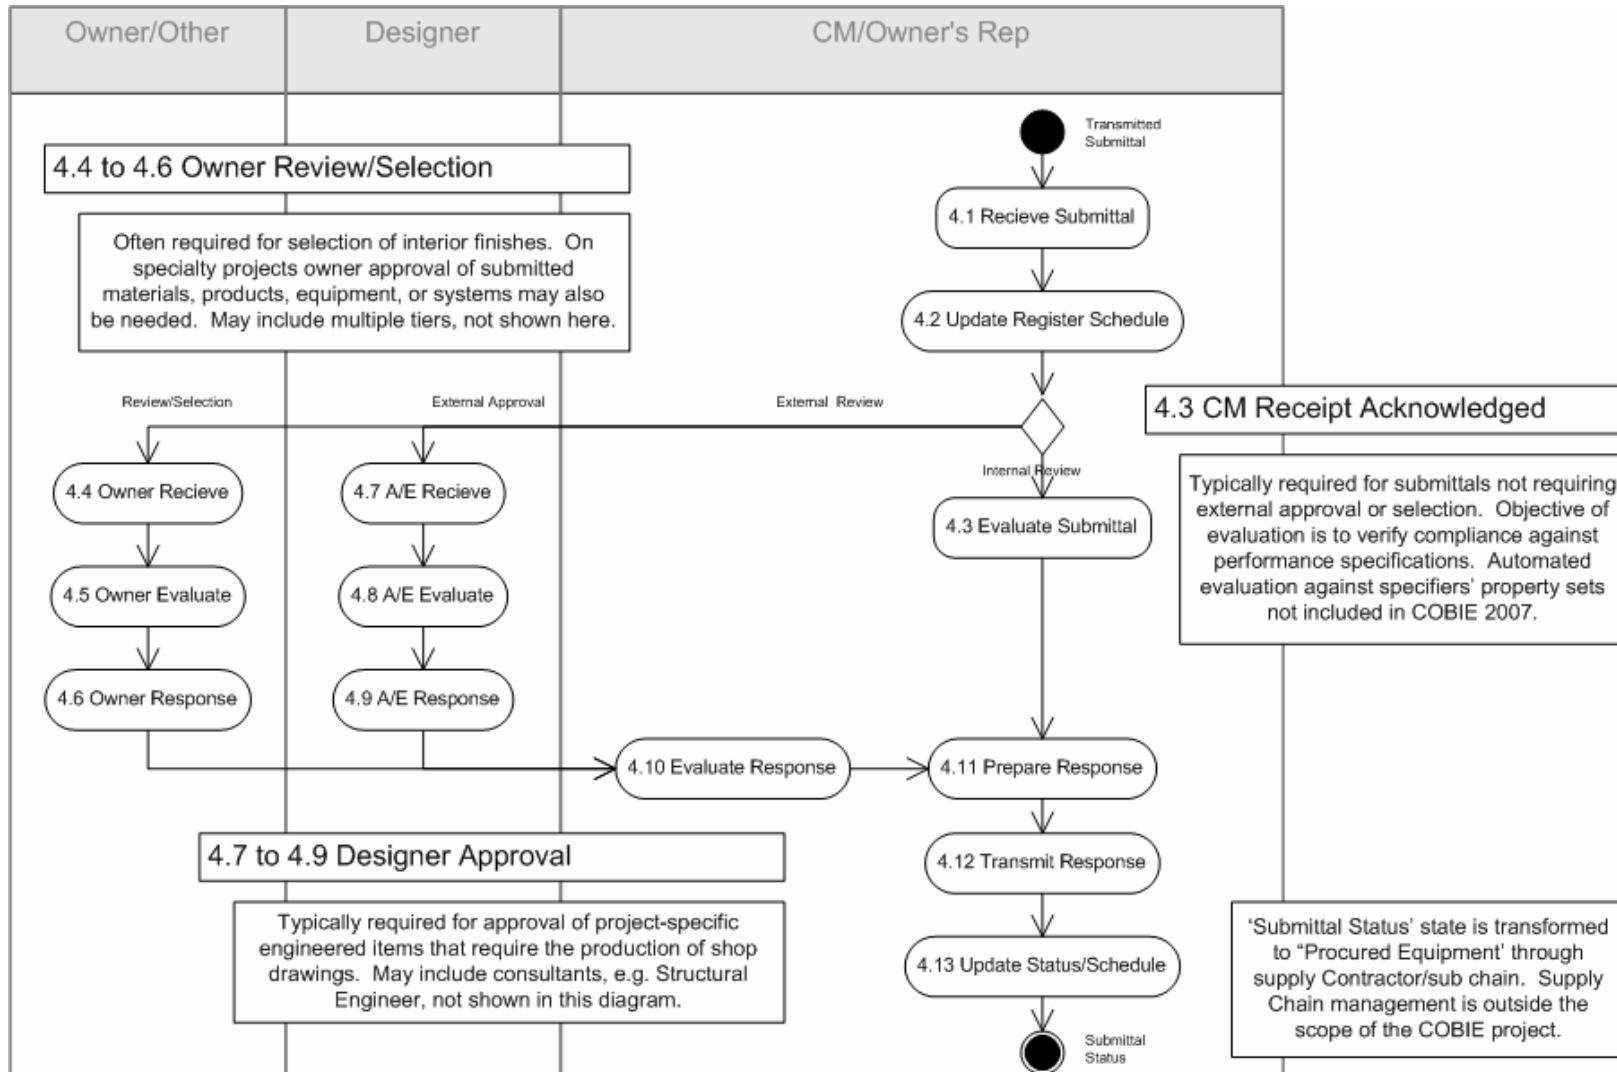 Owner/Other
Designer
CM/Owner's Rep
Transmitted
Submittal
4.4 to 4.6 Owner Review/Selection
4.1 Recieve Submittal
Often required for selection of interior finishes.  On
specialty projects owner approval of submitted
materials, products, equipment, or systems may also
be needed.  May include multiple tiers, not shown here.
4.2 Update Register Schedule
Review/Selection
External Approval
External  Review
4.3 CM Receipt Acknowledged
Internal Review
Typically required for submittals not requiring
external approval or selection.  Objective of
evaluation is to verify compliance against
performance specifications.  Automated
evaluation against specifiers' property sets
not included in COBIE 2007.
4.4 Owner Recieve
4.7 A/E Recieve
4.3 Evaluate Submittal
4.5 Owner Evaluate
4.8 A/E Evaluate
4.6 Owner Response
4.9 A/E Response
4.10 Evaluate Response
4.11 Prepare Response
4.7 to 4.9 Designer Approval
4.12 Transmit Response
Typically required for approval of project-specific
engineered items that require the production of shop
drawings.  May include consultants, e.g. Structural
Engineer, not shown in this diagram.
4.13 Update Status/Schedule
'Submittal Status' state is transformed
to “Procured Equipment' through
supply Contractor/sub chain.  Supply
Chain management is outside the
scope of the COBIE project.
Submittal
Status